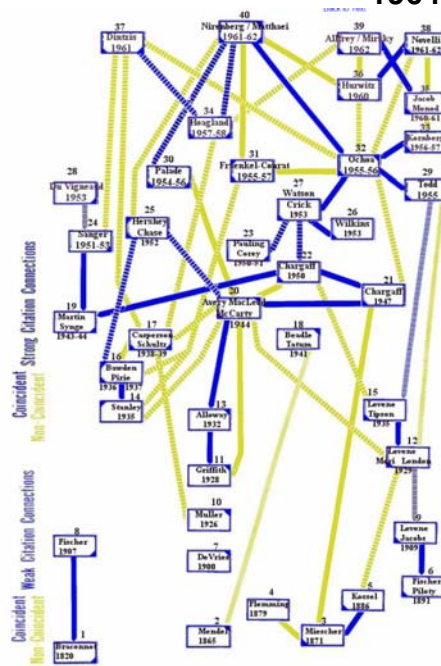 37
Dintzis
1961
40
Nirenberg / Matthaei
1961-62
39
Allfrey / Mirsky
1962
38
Novelli
1961-62
36
Hurwitz
1960
35
Jacob
Monod
1960-61
34
Hoagland
1957-58
33
Kornberg
1956-57
32
Ochoa
1955-56
31
Fraenkel-Conrat
1955-57
30
Palade
1954-56
29
Todd
1955
28
Du Vigneaud
1953
27
Watson
Crick
1953
26
Wilkins
1953
25
Hershey
Chase
1952
24
Sanger
1951-53
23
Pauling
Corey
1950-51
22
Chargaff
1950
21
Chargaff
1947
20
Avery MacLeod
McCarty
1944
19
Martin
Synge
1943-44
18
Beadle
Tatum
1941
17
Casperson
Schultz
1938-39
16
Bawden
Pirie
1936 1937
14
Stanley
1935
15
Levene
Tipson
1935
13
Alloway
1932
12
Levene
Mori London
1929
11
Griffith
1928
10
Muller
1926
9
Levene
Jacobs
1909
8
Fischer
1907
7
DeVries
1900
6
Fischer
Piloty
1891
5
Kossel
1886
4
Flemming
1879
3
Miescher
1871
2
Mendel
1865
1
Braconnot
1820
Coincident Strong Citation Connections
Non-Coincident
Coincident Weak Citation Connections
Non-Coincident